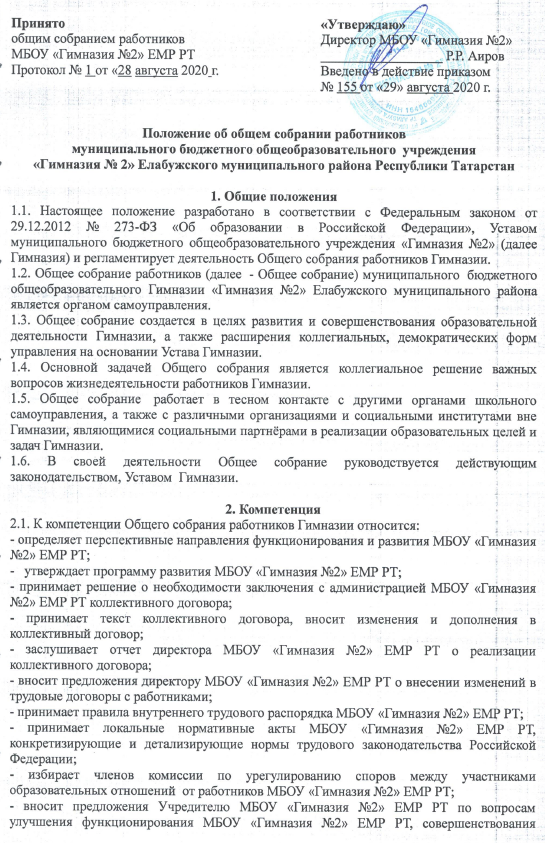 Принято
общим собранием работников
МБОУ «Гимназия №2» ЕМР РТ
Протокол № 1 от «28 августа 2020 г.
«Утверждаю»
Директор МБОУ «Гимназия №2»
Р.Р. Аиров
Введено в действие приказом
№ 155 от «29» августа 2020 г.
Положение об общем собрании работников
муниципального бюджетного общеобразовательного учреждения
«Гимназия № 2» Елабужского муниципального района Республики Татарстан
1. Общие положения
1.1. Настоящее положение разработано в соответствии с Федеральным законом от
29.12.2012 № 273-ФЗ «Об образовании в Российской Федерации», Уставом
муниципального бюджетного общеобразовательного учреждения «Гимназия №2» (далее
Гимназия) и регламентирует деятельность Общего собрания работников Гимназии.
1.2. Общее собрание работников (далее - Общее собрание) муниципального бюджетного
общеобразовательного Гимназии «Гимназия №2» Елабужского муниципального района
является органом самоуправления.
1.3. Общее собрание создается в целях развития и совершенствования образовательной
деятельности Гимназии, а также расширения коллегиальных, демократических форм
управления на основании Устава Гимназии.
1.4. Основной задачей Общего собрания является коллегиальное решение важных
вопросов жизнедеятельности работников Гимназии.
1.5. Общее собрание работает в тесном контакте с другими органами школьного
самоуправления, а также с различными организациями и социальными институтами вне
Гимназии, являющимися социальными партнёрами в реализации образовательных целей и
задач Гимназии.
1.6. В своей деятельности Общее собрание руководствуется действующим
законодательством, Уставом Гимназии.
2. Компетенция
2.1. К компетенции Общего собрания работников Гимназии относится:
- определяет перспективные направления функционирования и развития МБОУ «Гимназия
№2» ЕМР РТ;
- утверждает программу развития МБОУ «Гимназия №2» ЕМР РТ;
- принимает решение о необходимости заключения с администрацией МБОУ «Гимназия
№2» ЕМР РТ коллективного договора;
- принимает текст коллективного договора, вносит изменения и дополнения в
коллективный договор;
- заслушивает отчет директора МБОУ «Гимназия №2» ЕМР РТ о реализации
коллективного договора;
- вносит предложения директору МБОУ «Гимназия №2» ЕМР РТ о внесении изменений в
трудовые договоры с работниками;
- принимает правила внутреннего трудового распорядка МБОУ «Гимназия №2» ЕМР РТ;
- принимает локальные нормативные акты МБОУ «Гимназия №2» ЕМР РТ,
конкретизирующие и детализирующие нормы трудового законодательства Российской
Федерации;
- избирает членов комиссии по урегулированию споров между участниками
образовательных отношений от работников МБОУ «Гимназия №2» ЕМР РТ;
- вносит предложения Учредителю МБОУ «Гимназия №2» ЕМР РТ по вопросам
улучшения функционирования МБОУ «Гимназия №2» ЕМР РТ, совершенствования